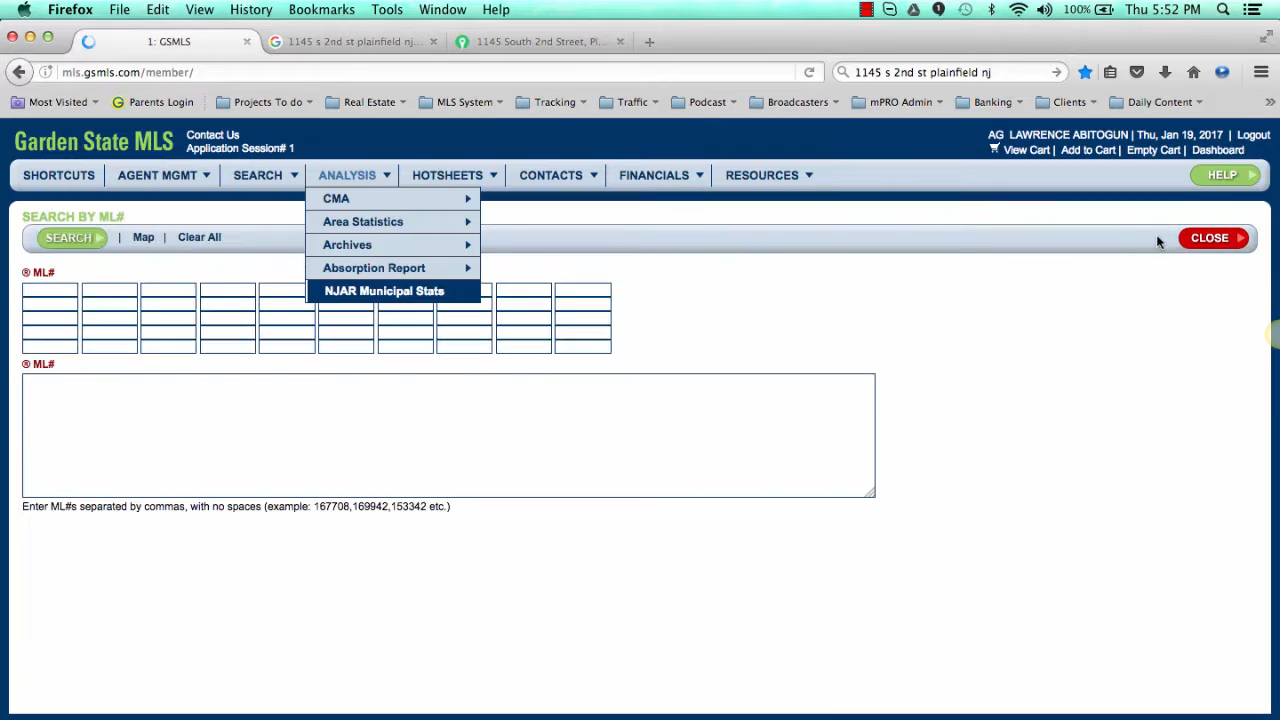 Firefox File Edit View History Bookmarks Tools Window Help 100% Thu 5:52 PM
1: GSMLS 1145 s 2nd st plainfield nj... 1145 South 2nd Street, Pl...
mls.gsmls.com/member/ 1145 s 2nd st plainfield nj
Most Visited Parents Login Projects To do Real Estate MLS System Tracking Traffic Podcast Broadcasters mPRO Admin Banking Clients Daily Content
Garden State MLS
Contact Us
Application Session# 1
AG LAWRENCE ABITOGUN | Thu, Jan 19, 2017 | Logout
View Cart | Add to Cart | Empty Cart | Dashboard
SHORTCUTS AGENT MGMT SEARCH ANALYSIS HOTSHEETS CONTACTS FINANCIALS RESOURCES HELP
CMA
Area Statistics
Archives
Absorption Report
NJAR Municipal Stats
SEARCH BY ML#
SEARCH | Map | Clear All CLOSE
® ML#
® ML#
Enter ML#s separated by commas, with no spaces (example: 167708,169942,153342 etc.)